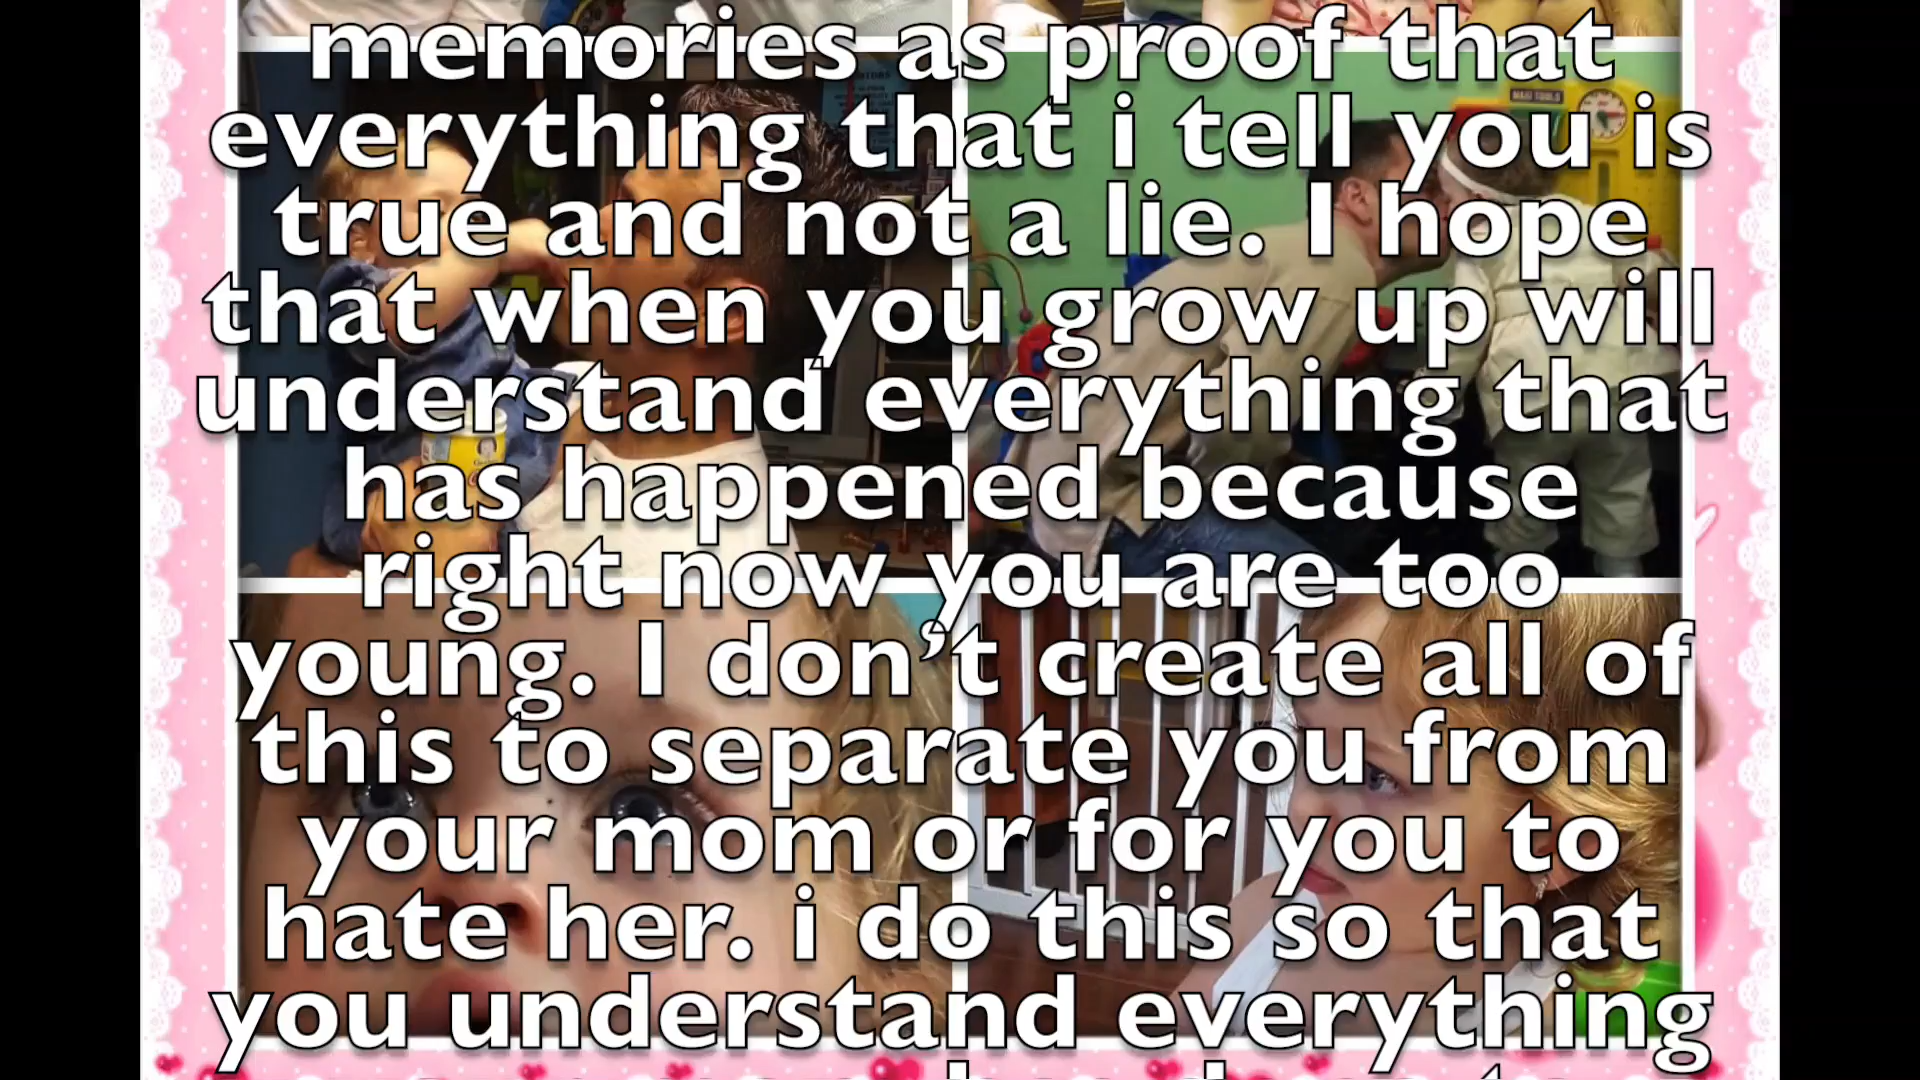 memories as proof that
everything that i tell you is
true and not a lie. I hope
that when you grow up will
understand everything that
has happened because
right now you are too
young. I don’t create all of
this to separate you from
your mom or for you to
hate her. i do this so that
you understand everything